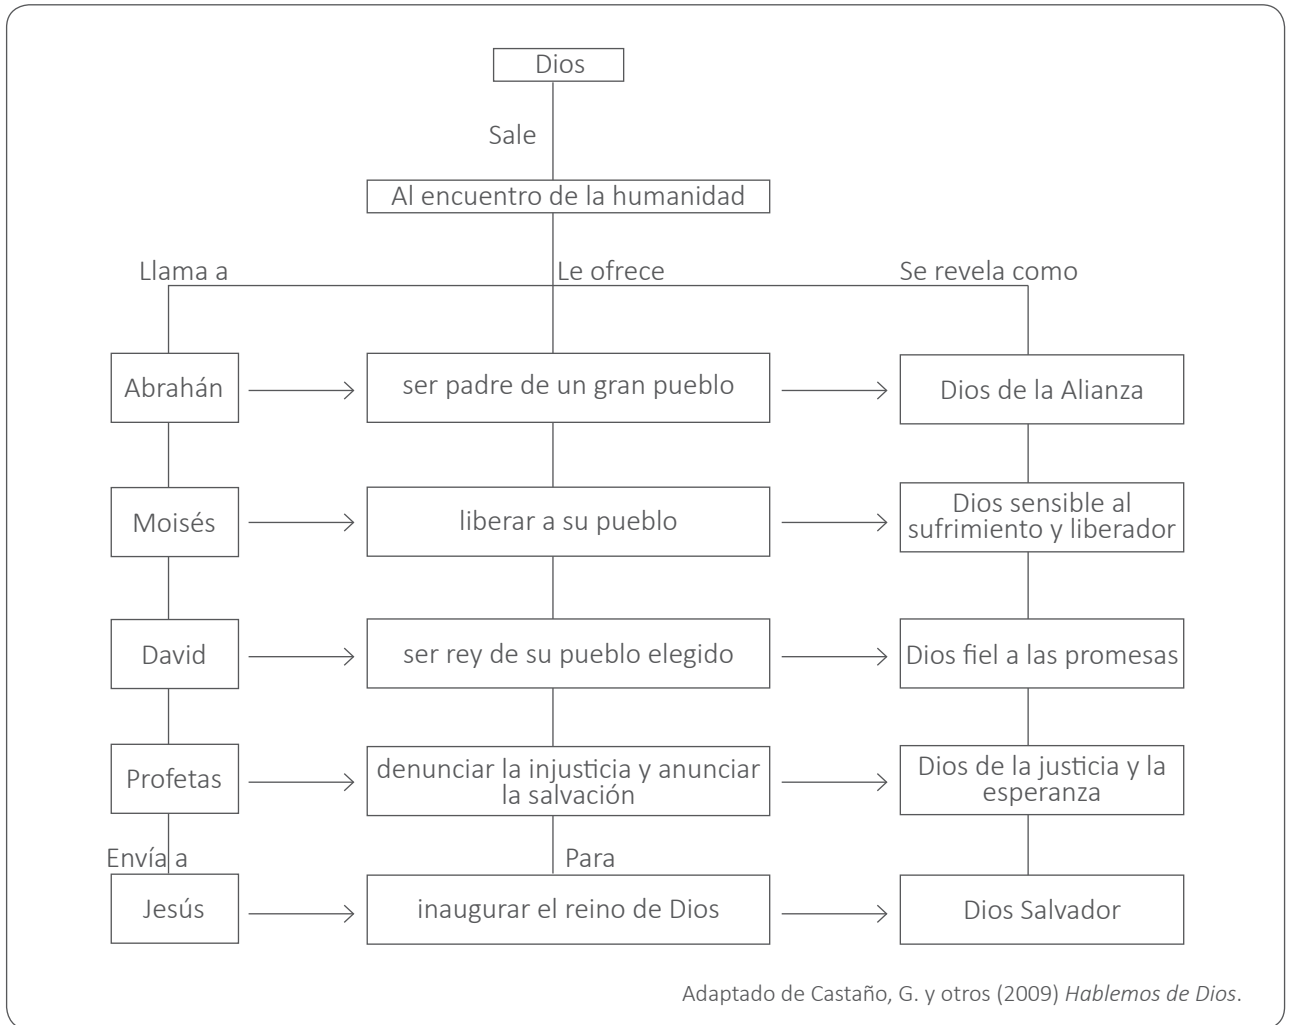 Dios
Sale
Al encuentro de la humanidad
Llama a
Le ofrece
Se revela como
Abrahán
ser padre de un gran pueblo
Dios de la Alianza
Moisés
liberar a su pueblo
Dios sensible al
sufrimiento y liberador
David
ser rey de su pueblo elegido
Dios fiel a las promesas
Profetas
denunciar la injusticia y anunciar
la salvación
Dios de la justicia y la
esperanza
Envía a
Para
Jesús
inaugurar el reino de Dios
Dios Salvador
Adaptado de Castaño, G. y otros (2009) Hablemos de Dios.